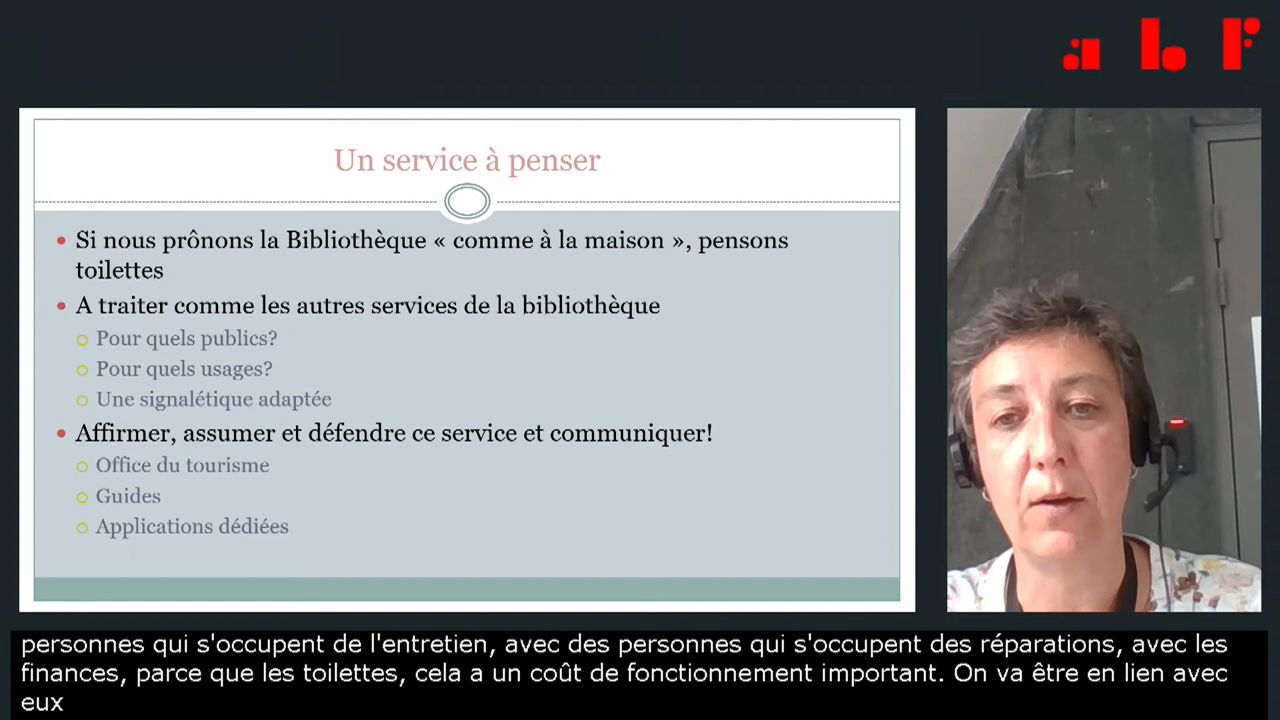 abf
Un service à penser
Si nous prônons la Bibliothèque « comme à la maison », pensons
toilettes
A traiter comme les autres services de la bibliothèque
Pour quels publics?
Pour quels usages?
Une signalétique adaptée
Affirmer, assumer et défendre ce service et communiquer!
Office du tourisme
Guides
Applications dédiées
personnes qui s'occupent de l'entretien, avec des personnes qui s'occupent des réparations, avec les
finances, parce que les toilettes, cela a un coût de fonctionnement important. On va être en lien avec
eux